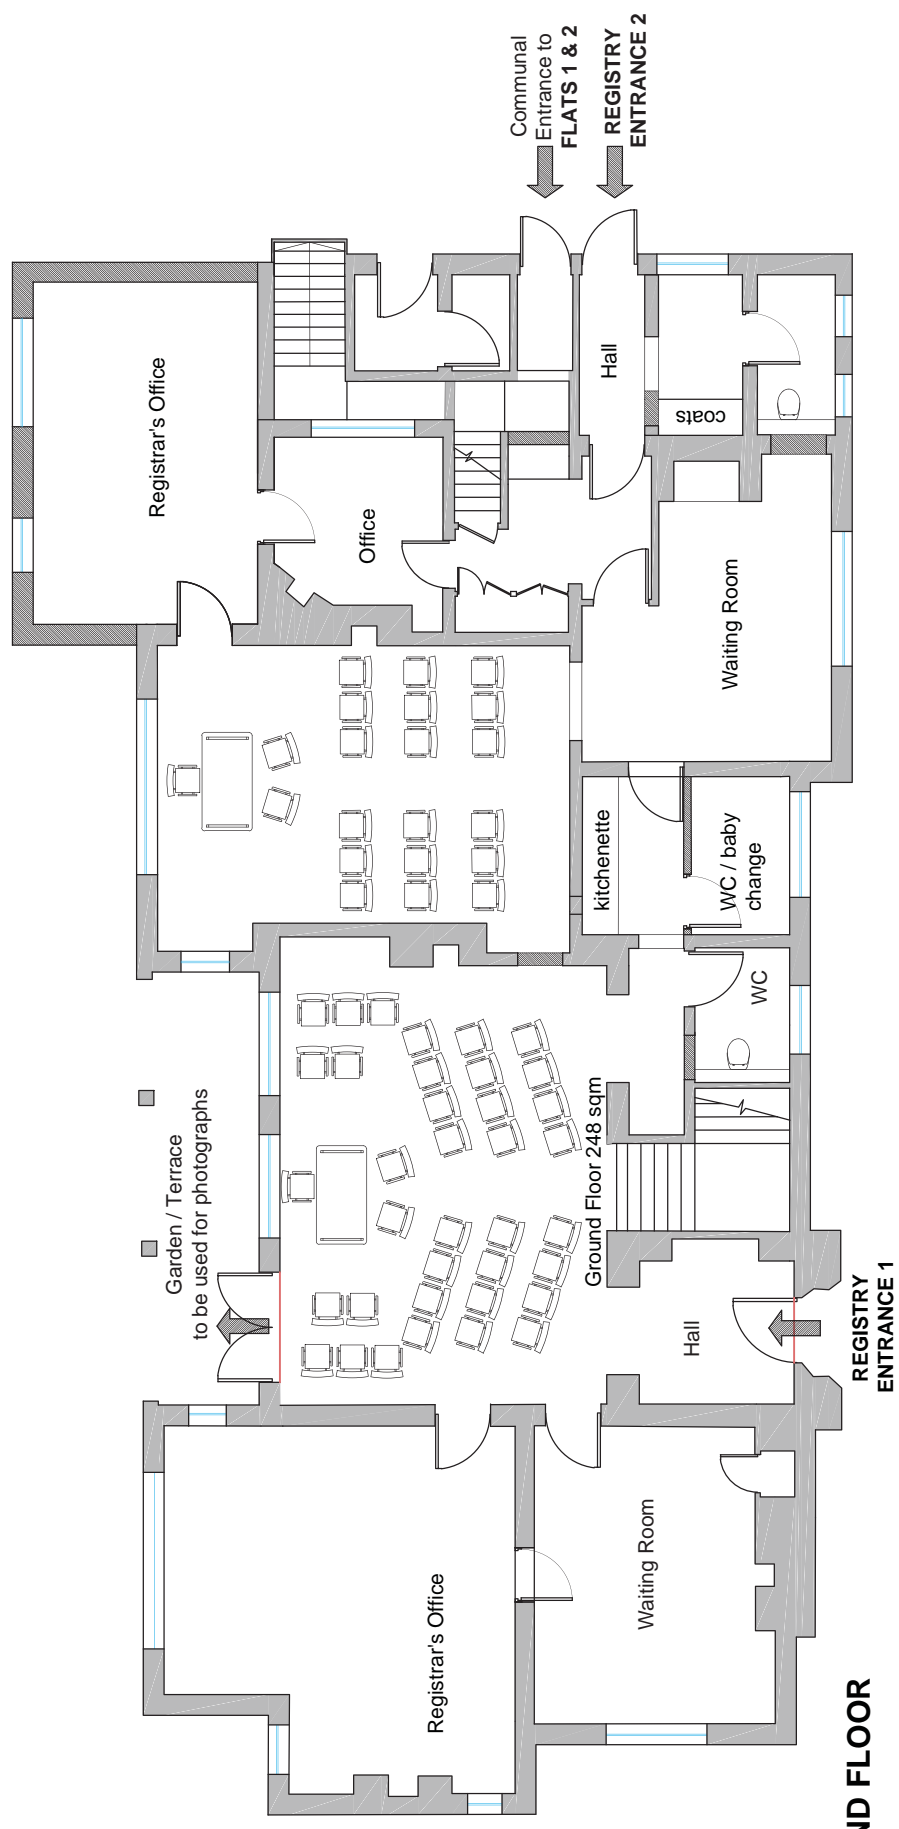 Communal
Entrance to
FLATS 1 & 2
REGISTRY
ENTRANCE 2
Registrar's Office
Office
Hall
coats
Waiting Room
kitchenette
WC / baby
change
WC
Garden / Terrace
to be used for photographs
Ground Floor 248 sqm
Hall
REGISTRY
ENTRANCE 1
Registrar's Office
Waiting Room
ND FLOOR